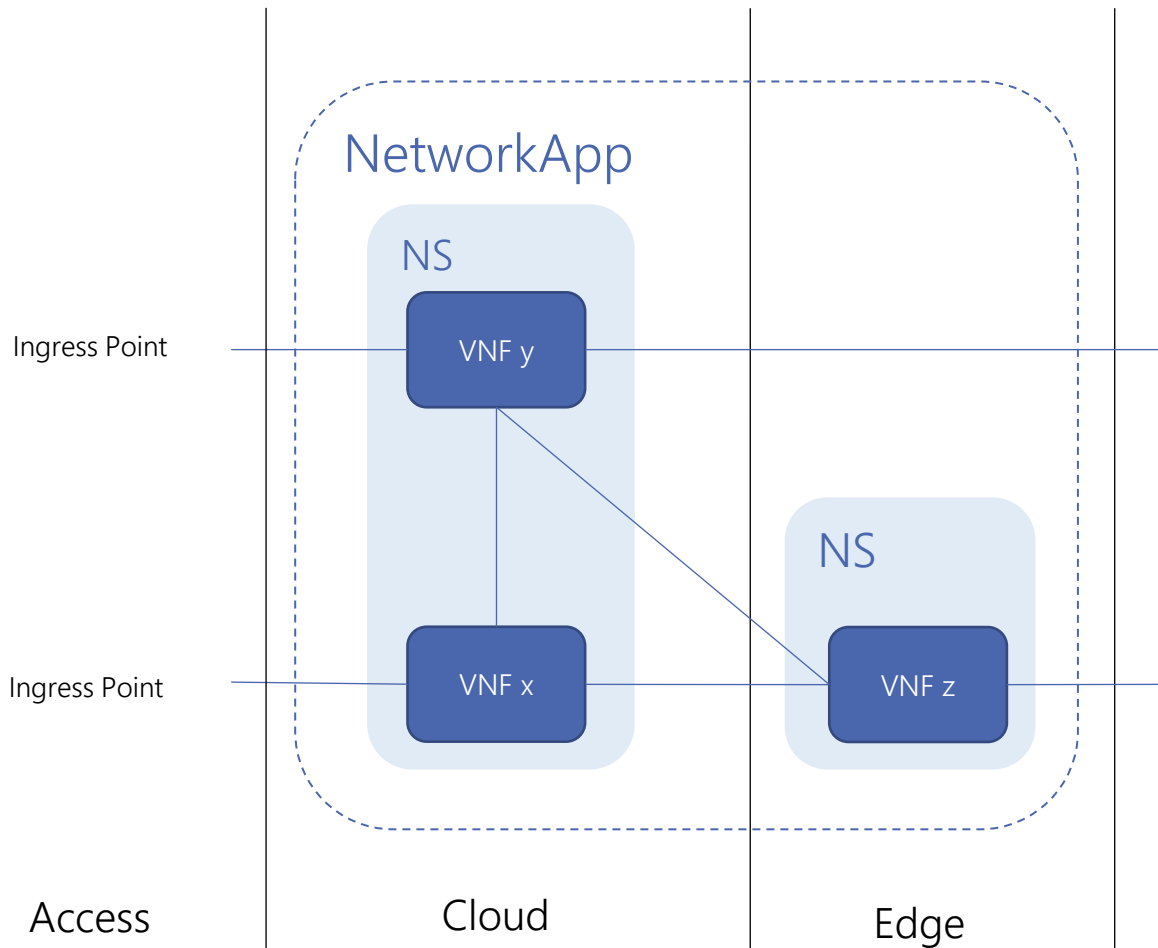 NetworkApp
NS
Ingress Point
VNF y
NS
Ingress Point
VNF x
VNF z
Access
Cloud
Edge